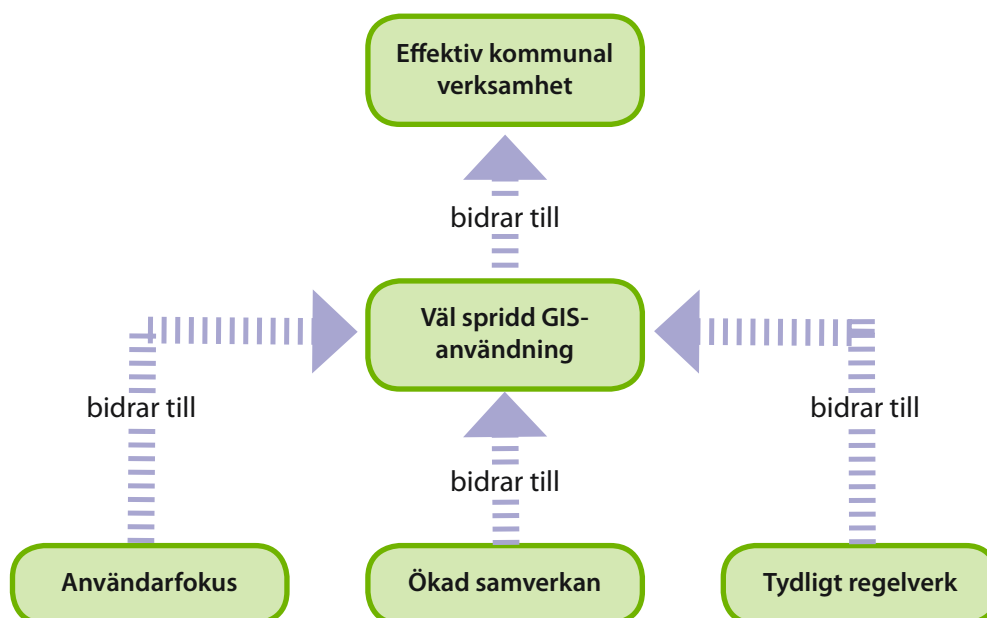 Effektiv kommunal
verksamhet
bidrar till
Väl spridd GIS-
användning
bidrar till
bidrar till
bidrar till
Användarfokus
Ökad samverkan
Tydligt regelverk